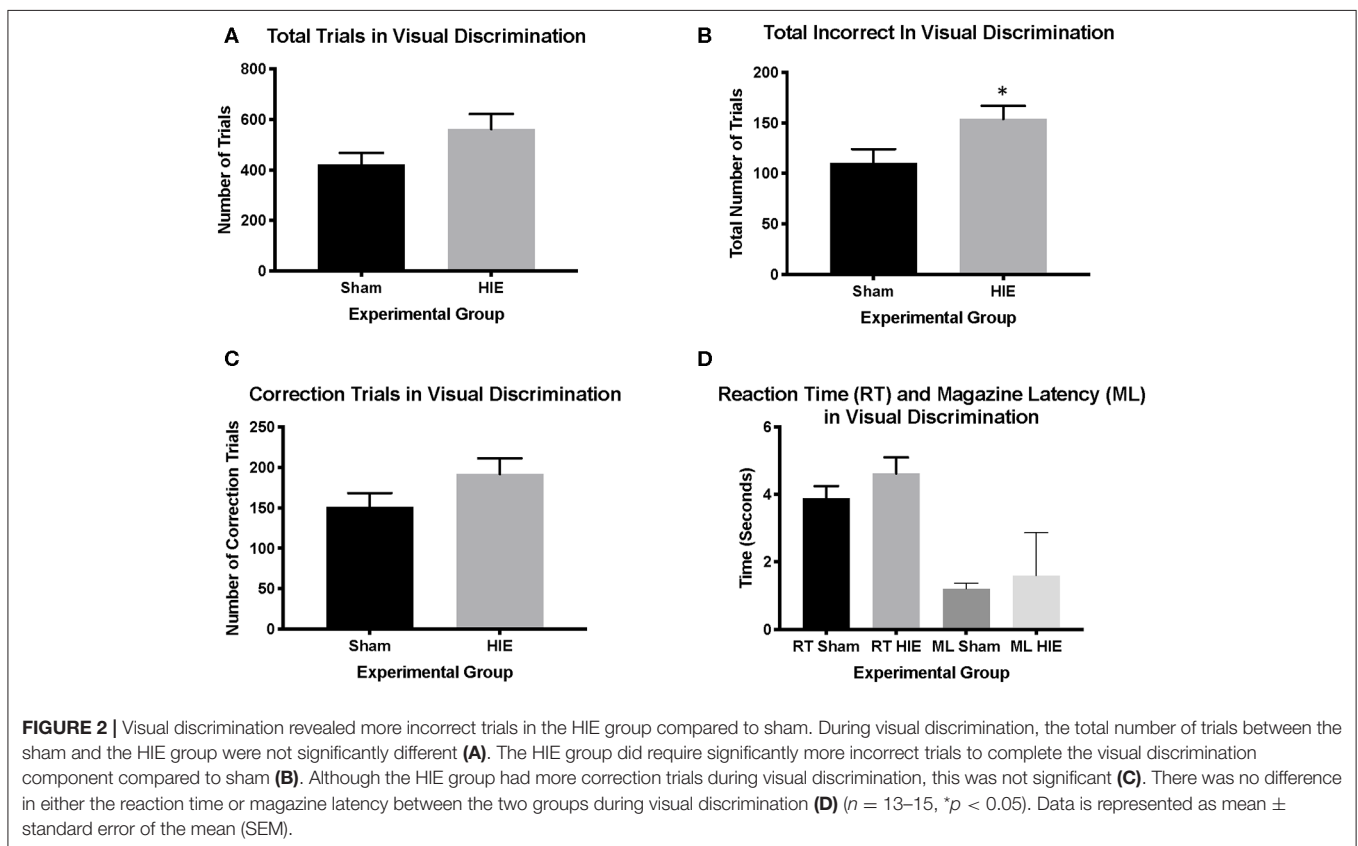 A Total Trials in Visual Discrimination
800
600
400
200
0
Number of Trials
Sham HIE
Experimental Group
B Total Incorrect In Visual Discrimination
200
150
100
50
0
Total Number of Trials
*
Sham HIE
Experimental Group
C
Correction Trials in Visual Discrimination
250
200
150
100
50
0
Number of Correction Trials
Sham HIE
Experimental Group
D
Reaction Time (RT) and Magazine Latency (ML)
in Visual Discrimination
6
4
2
0
Time (Seconds)
RT Sham RT HIE ML Sham ML HIE
Experimental Group
FIGURE 2 | Visual discrimination revealed more incorrect trials in the HIE group compared to sham. During visual discrimination, the total number of trials between the
sham and the HIE group were not significantly different (A). The HIE group did require significantly more incorrect trials to complete the visual discrimination
component compared to sham (B). Although the HIE group had more correction trials during visual discrimination, this was not significant (C). There was no difference
in either the reaction time or magazine latency between the two groups during visual discrimination (D) (n = 13–15, *p < 0.05). Data is represented as mean ±
standard error of the mean (SEM).